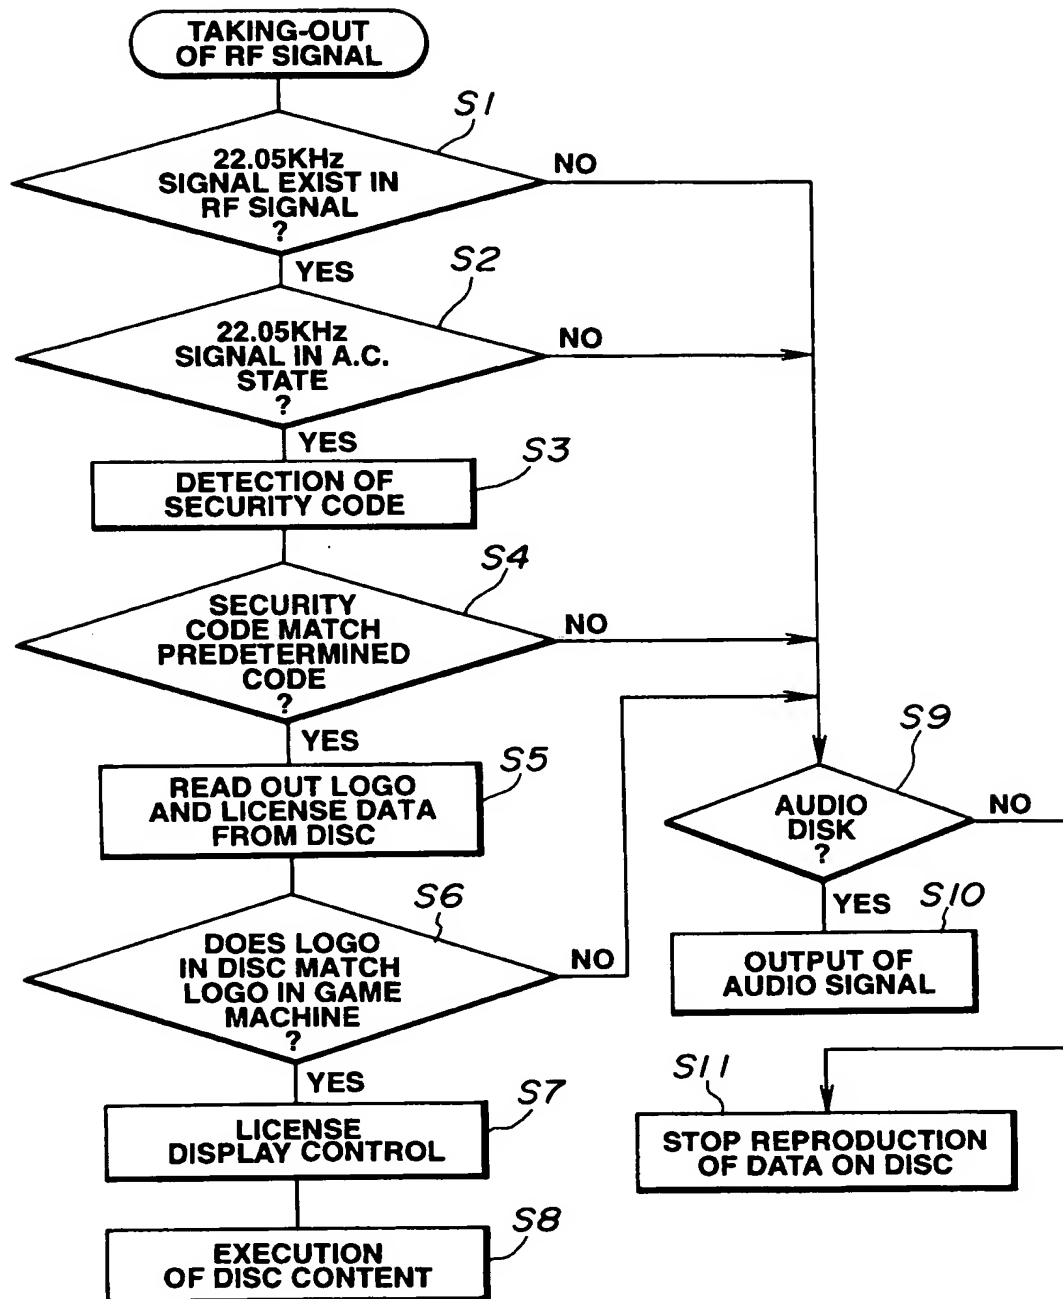 TAKING-OUT
OF RF SIGNAL
S1
22.05KHz
SIGNAL EXIST IN
RF SIGNAL
?
NO
YES
S2
22.05KHz
SIGNAL IN A.C.
STATE
?
NO
YES
S3
DETECTION OF
SECURITY CODE
S4
SECURITY
CODE MATCH
PREDETERMINED
CODE
?
NO
YES
S5
READ OUT LOGO
AND LICENSE DATA
FROM DISC
S6
DOES LOGO
IN DISC MATCH
LOGO IN GAME
MACHINE
?
NO
YES
S7
LICENSE
DISPLAY CONTROL
S8
EXECUTION
OF DISC CONTENT
S9
AUDIO
DISK
?
NO
YES
S10
OUTPUT OF
AUDIO SIGNAL
S11
STOP REPRODUCTION
OF DATA ON DISC